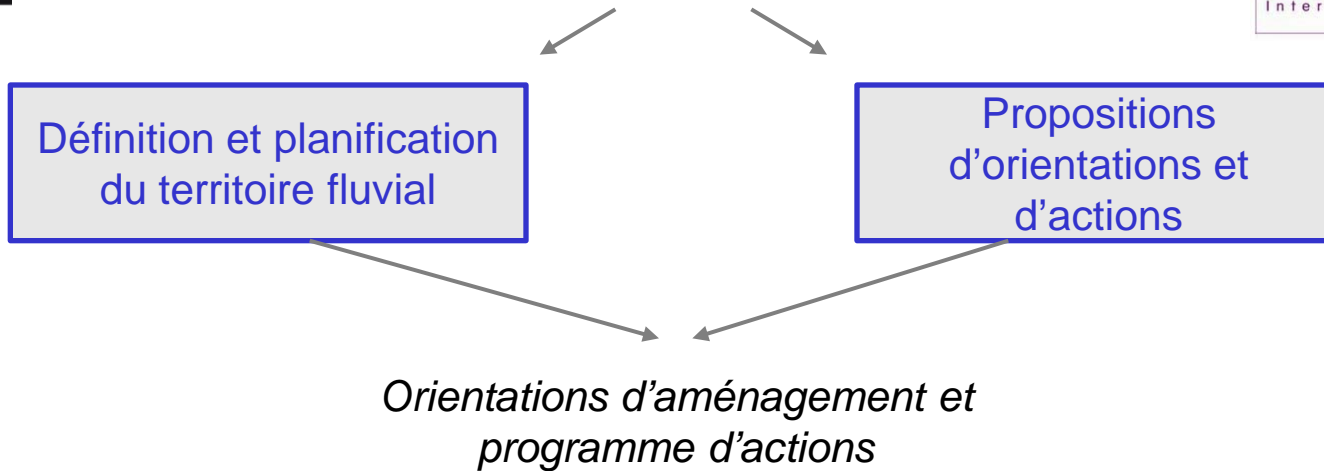 Définition et planification
du territoire fluvial
Propositions
d’orientations et
d’actions
Orientations d’aménagement et
programme d’actions